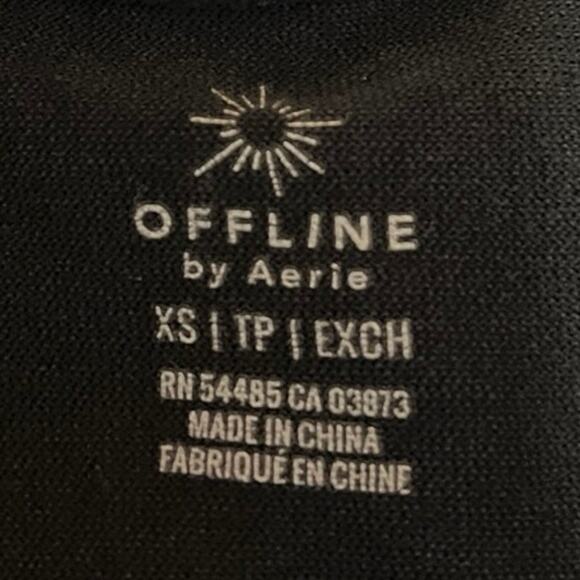 OFFLINE
by Aerie
XS | TP | EXCH
RN 54485 CA 03873
MADE IN CHINA
FABRIQUÉ EN CHINE